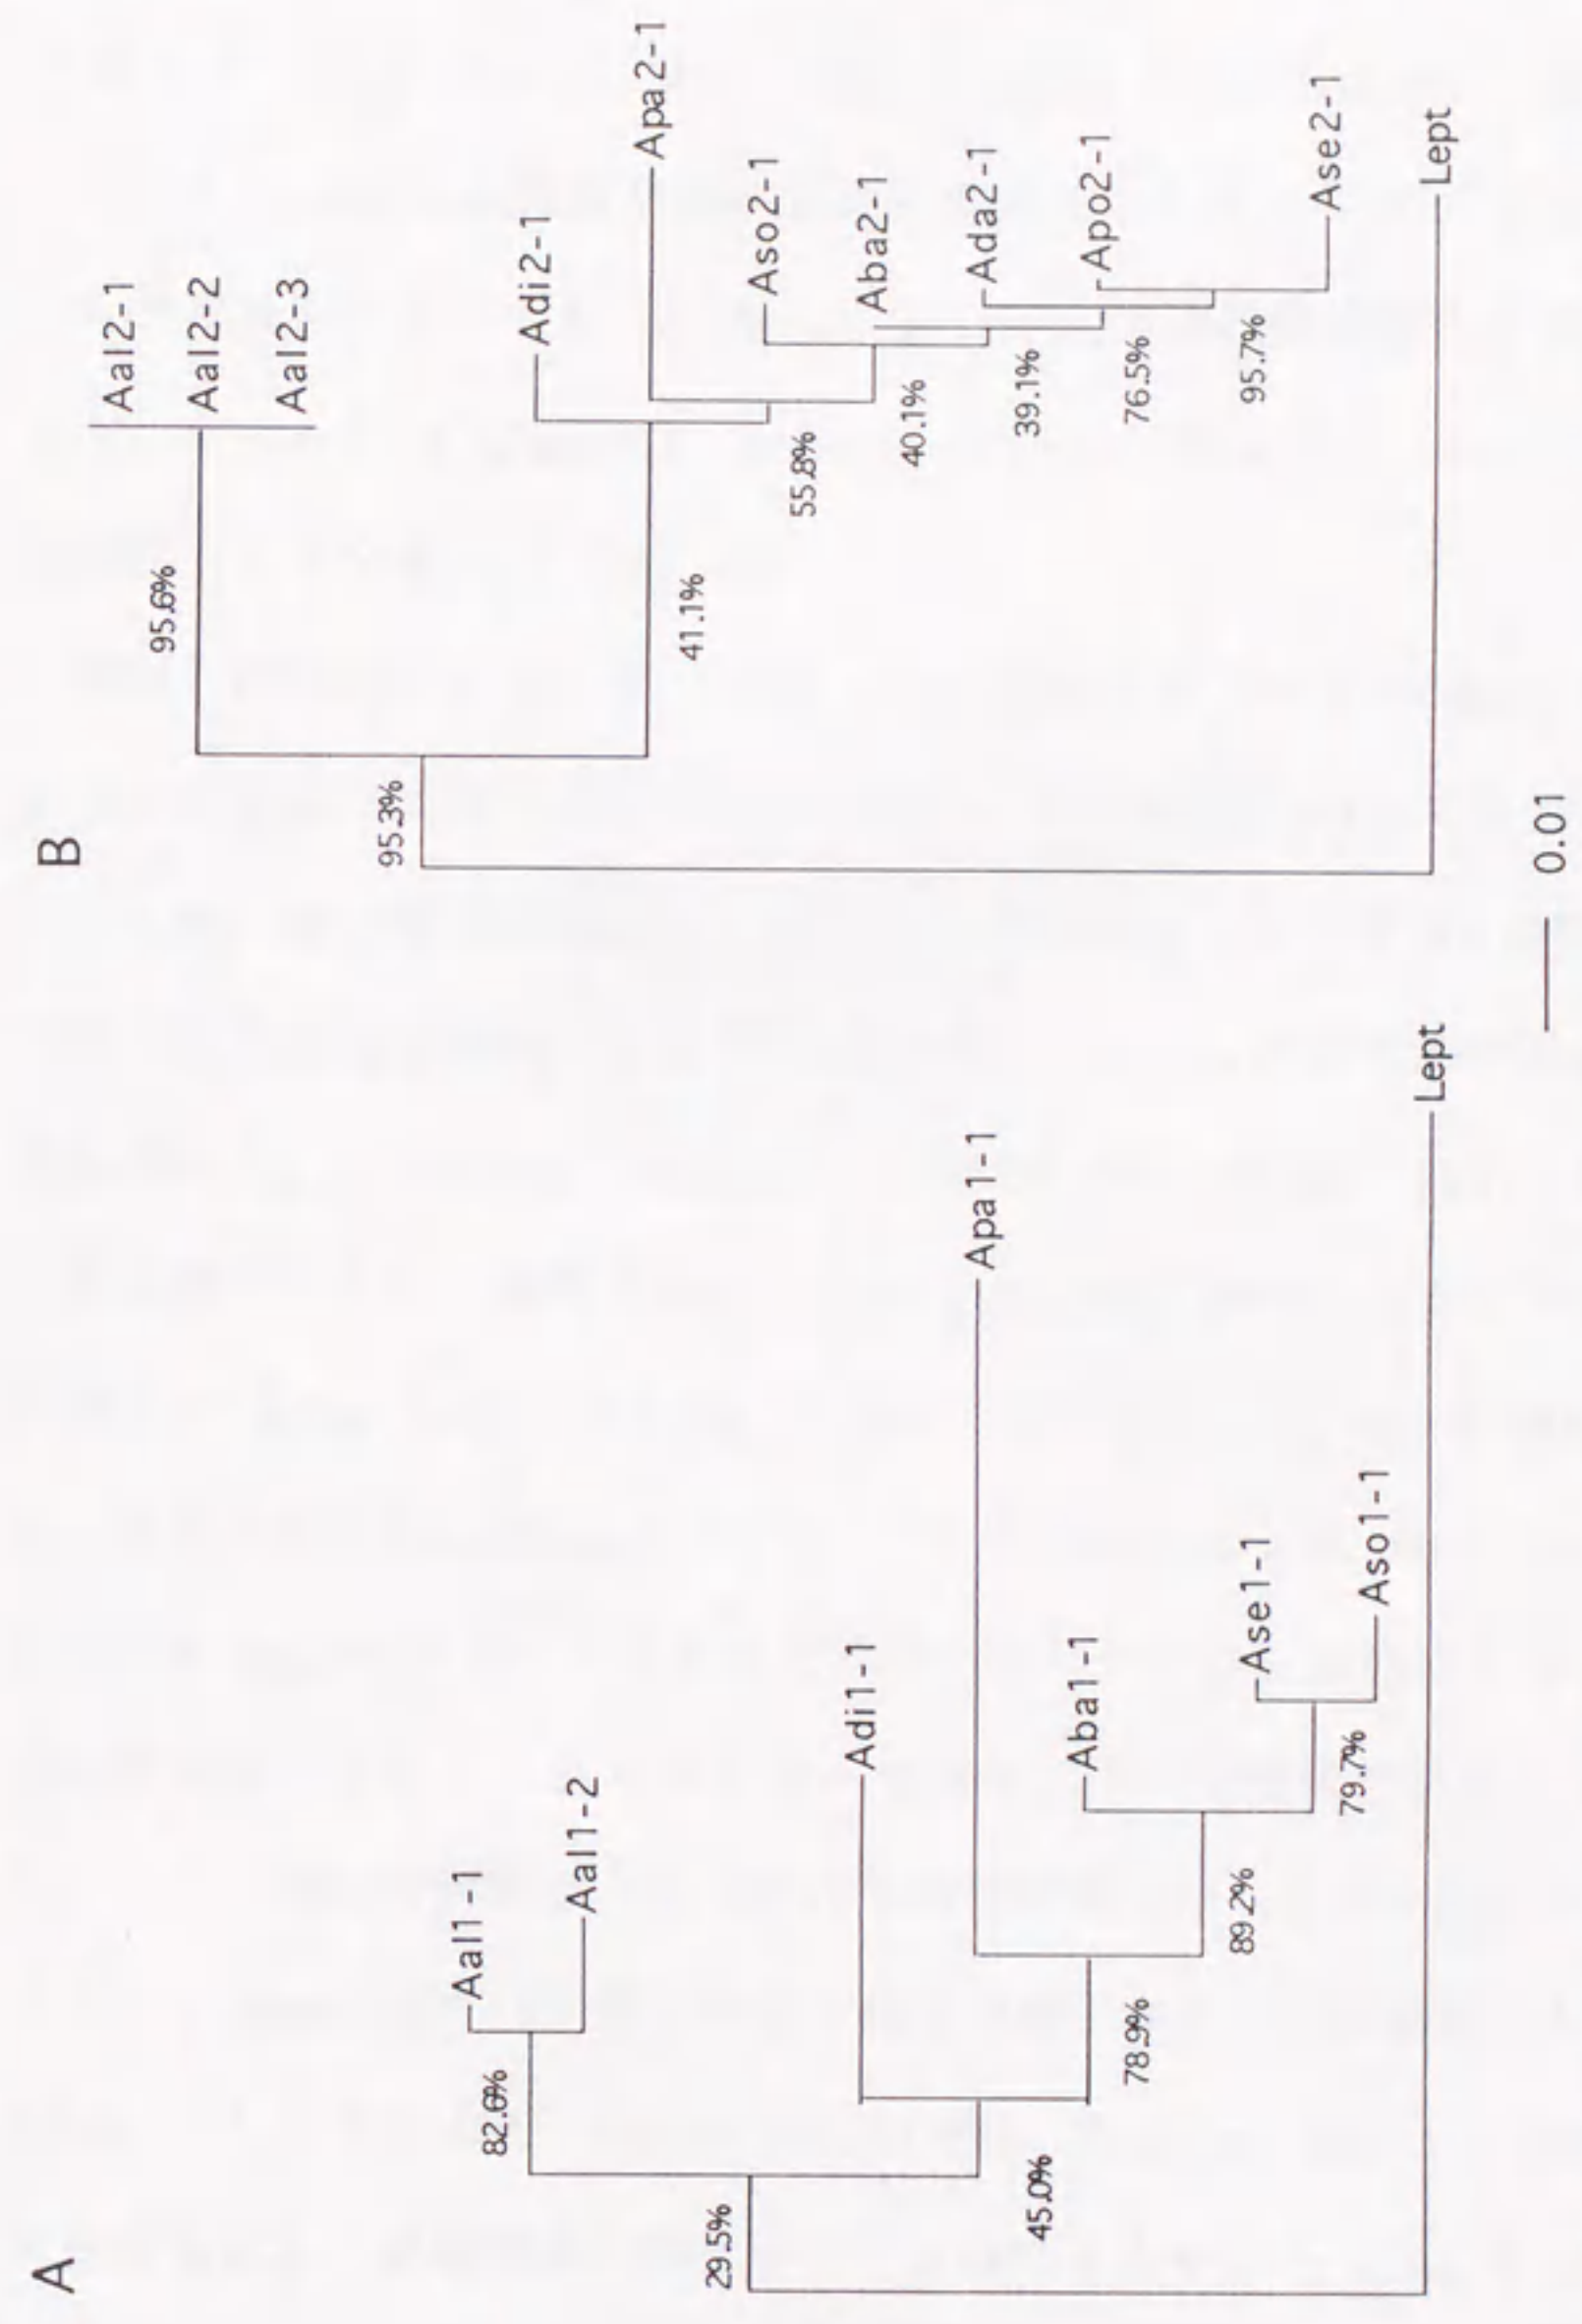 A
Aal1-1
82.6%
Aal1-2
29.5%
Adi1-1
45.0%
Apa1-1
78.9%
Aba1-1
89.2%
Ase1-1
79.7%
Aso1-1
Lept
B
Aal2-1
95.6%
Aal2-2
Aal2-3
95.3%
Adi2-1
41.1%
Apa2-1
55.8%
Aso2-1
40.1%
Aba2-1
39.1%
Ada2-1
76.5%
Apo2-1
95.7%
Ase2-1
Lept
0.01